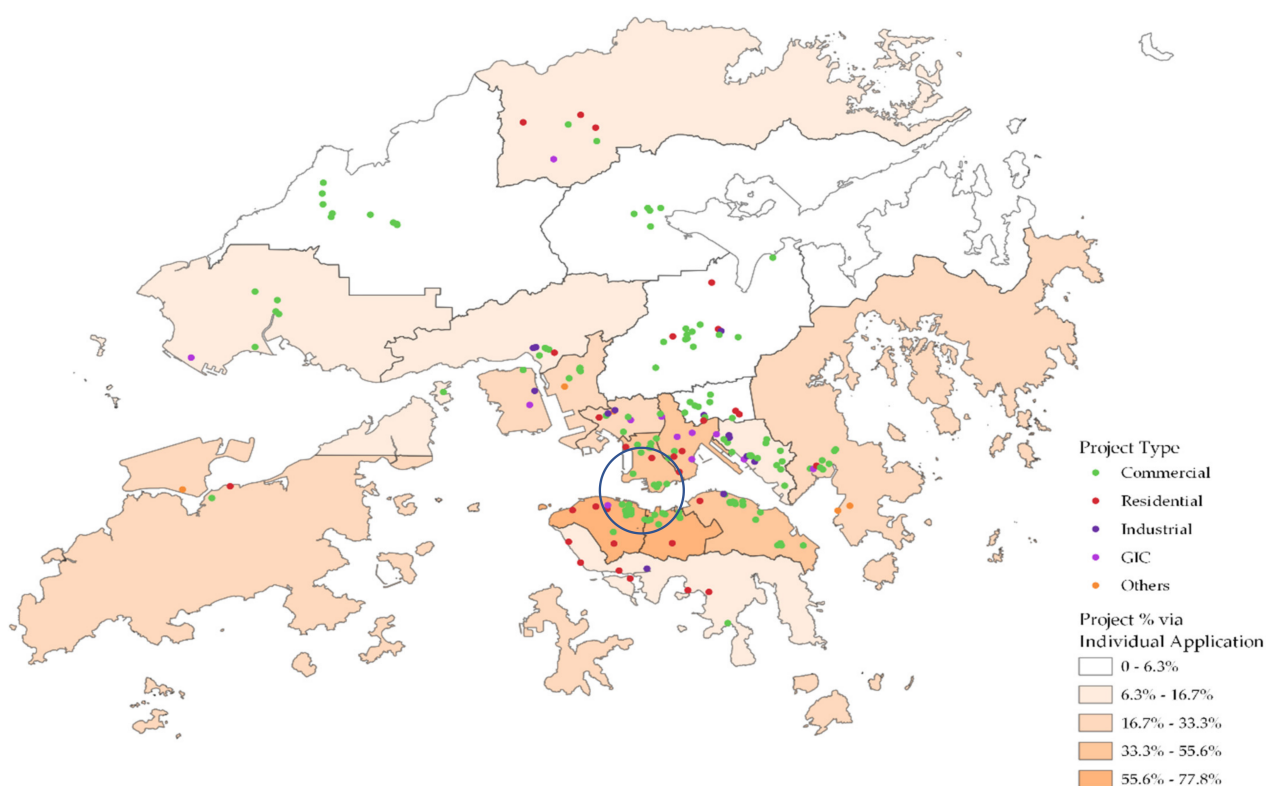 Project Type
Commercial
Residential
Industrial
GIC
Others
Project % via
Individual Application
0 - 6.3%
6.3% - 16.7%
16.7% - 33.3%
33.3% - 55.6%
55.6% - 77.8%